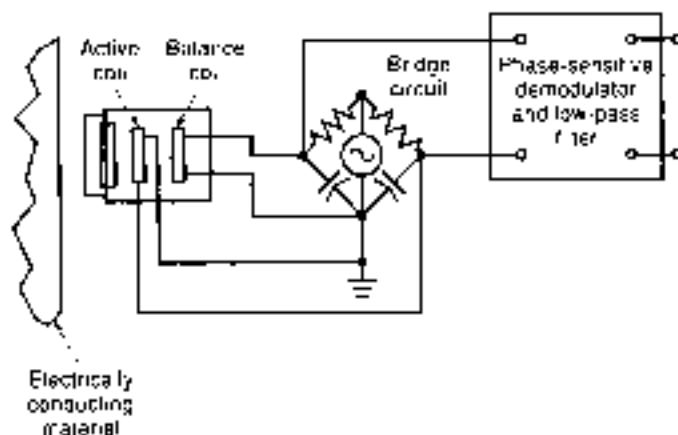 Active
coil
Balance
coil
Bridge
circuit
Phase-sensitive
demodulator
and low-pass
filter
Electrically
conducting
material